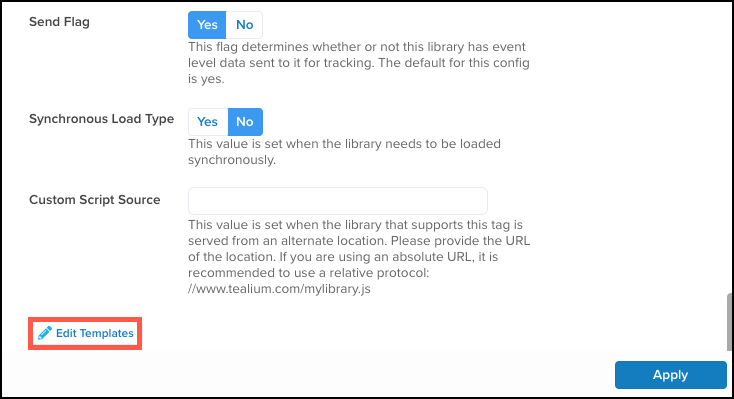 Send Flag
Yes No
This flag determines whether or not this library has event
level data sent to it for tracking. The default for this config
is yes.
Synchronous Load Type
Yes No
This value is set when the library needs to be loaded
synchronously.
Custom Script Source
This value is set when the library that supports this tag is
served from an alternate location. Please provide the URL
of the location. If you are using an absolute URL, it is
recommended to use a relative protocol:
//www.tealium.com/mylibrary.js
Edit Templates
Apply